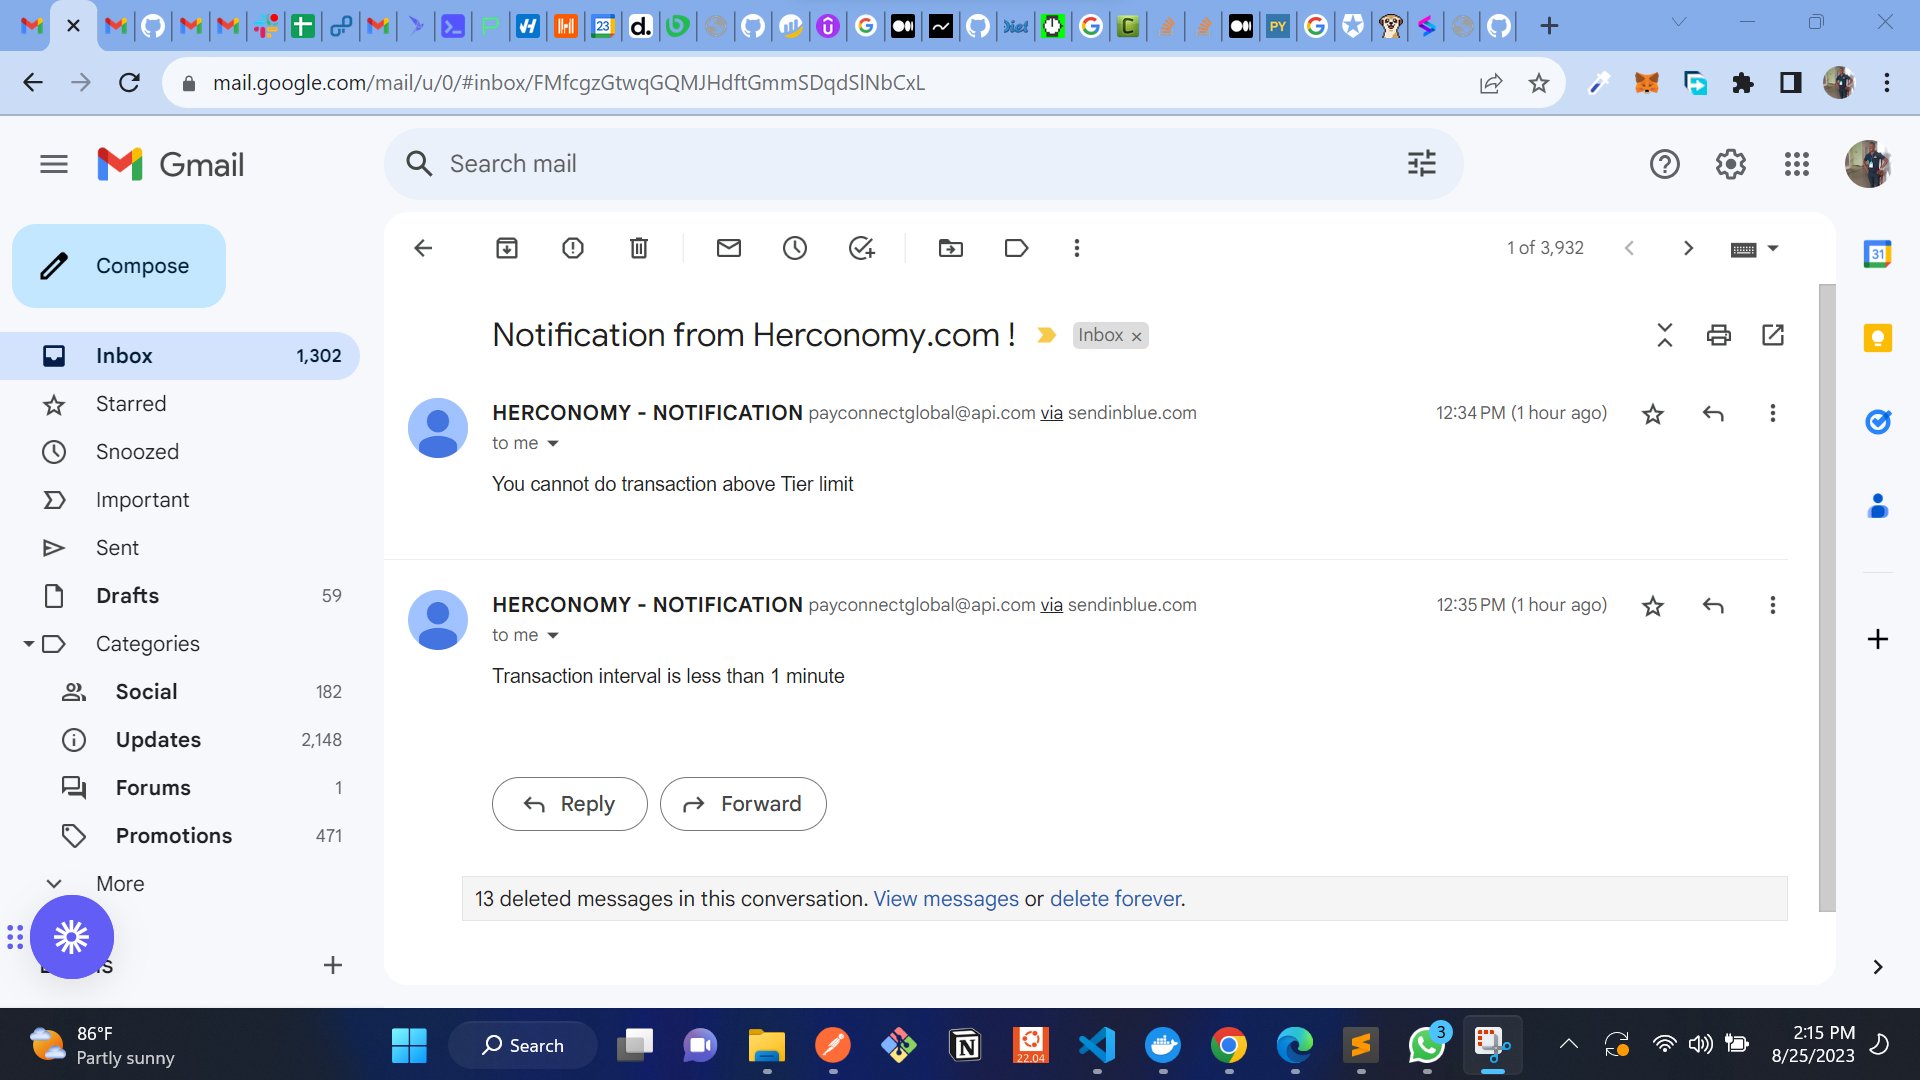 mail.google.com/mail/u/0/#inbox/FMfcgzGtwqGQMJHdftGmmSDqdSlNbCxL
Gmail
Search mail
Compose
1 of 3,932
Inbox 1,302
Starred
Snoozed
Important
Sent
Drafts 59
Categories
Social 182
Updates 2,148
Forums 1
Promotions 471
More
Notification from Herconomy.com !
Inbox ×
HERCONOMY - NOTIFICATION payconnectglobal@api.com via sendinblue.com
12:34 PM (1 hour ago)
to me
You cannot do transaction above Tier limit
HERCONOMY - NOTIFICATION payconnectglobal@api.com via sendinblue.com
12:35 PM (1 hour ago)
to me
Transaction interval is less than 1 minute
Reply
Forward
13 deleted messages in this conversation. View messages or delete forever.
31
86°F
Partly sunny
Search
22.04
3
2:15 PM
8/25/2023